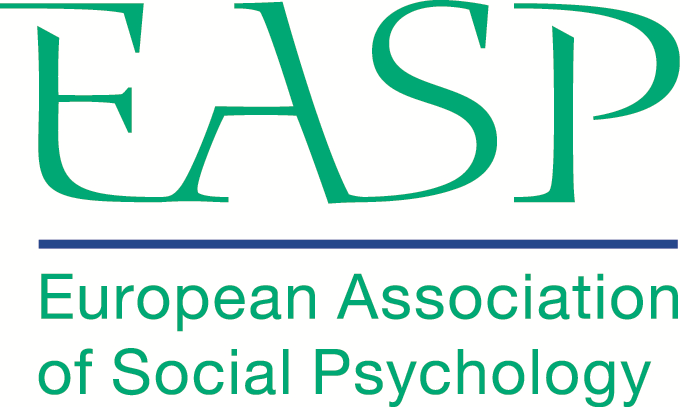 EASP
European Association
of Social Psychology